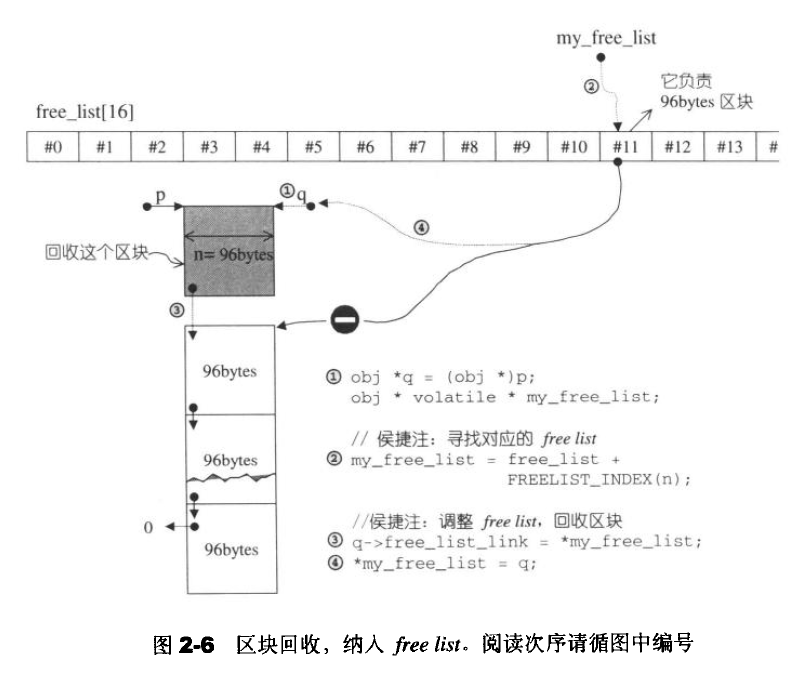 my_free_list
②
它负责
96bytes 区块
free_list[16]
#0 #1 #2 #3 #4 #5 #6 #7 #8 #9 #10 #11 #12 #13 #
p ① q
④
回收这个区块 n= 96bytes
③
96bytes
96bytes
0
96bytes
① obj *q = (obj *)p;
obj * volatile * my_free_list;
// 侯捷注：寻找对应的 free list
② my_free_list = free_list +
FREELIST_INDEX(n);
//侯捷注：调整 free list，回收区块
③ q->free_list_link = *my_free_list;
④ *my_free_list = q;
图 2-6 区块回收，纳入 free list。阅读次序请循图中编号